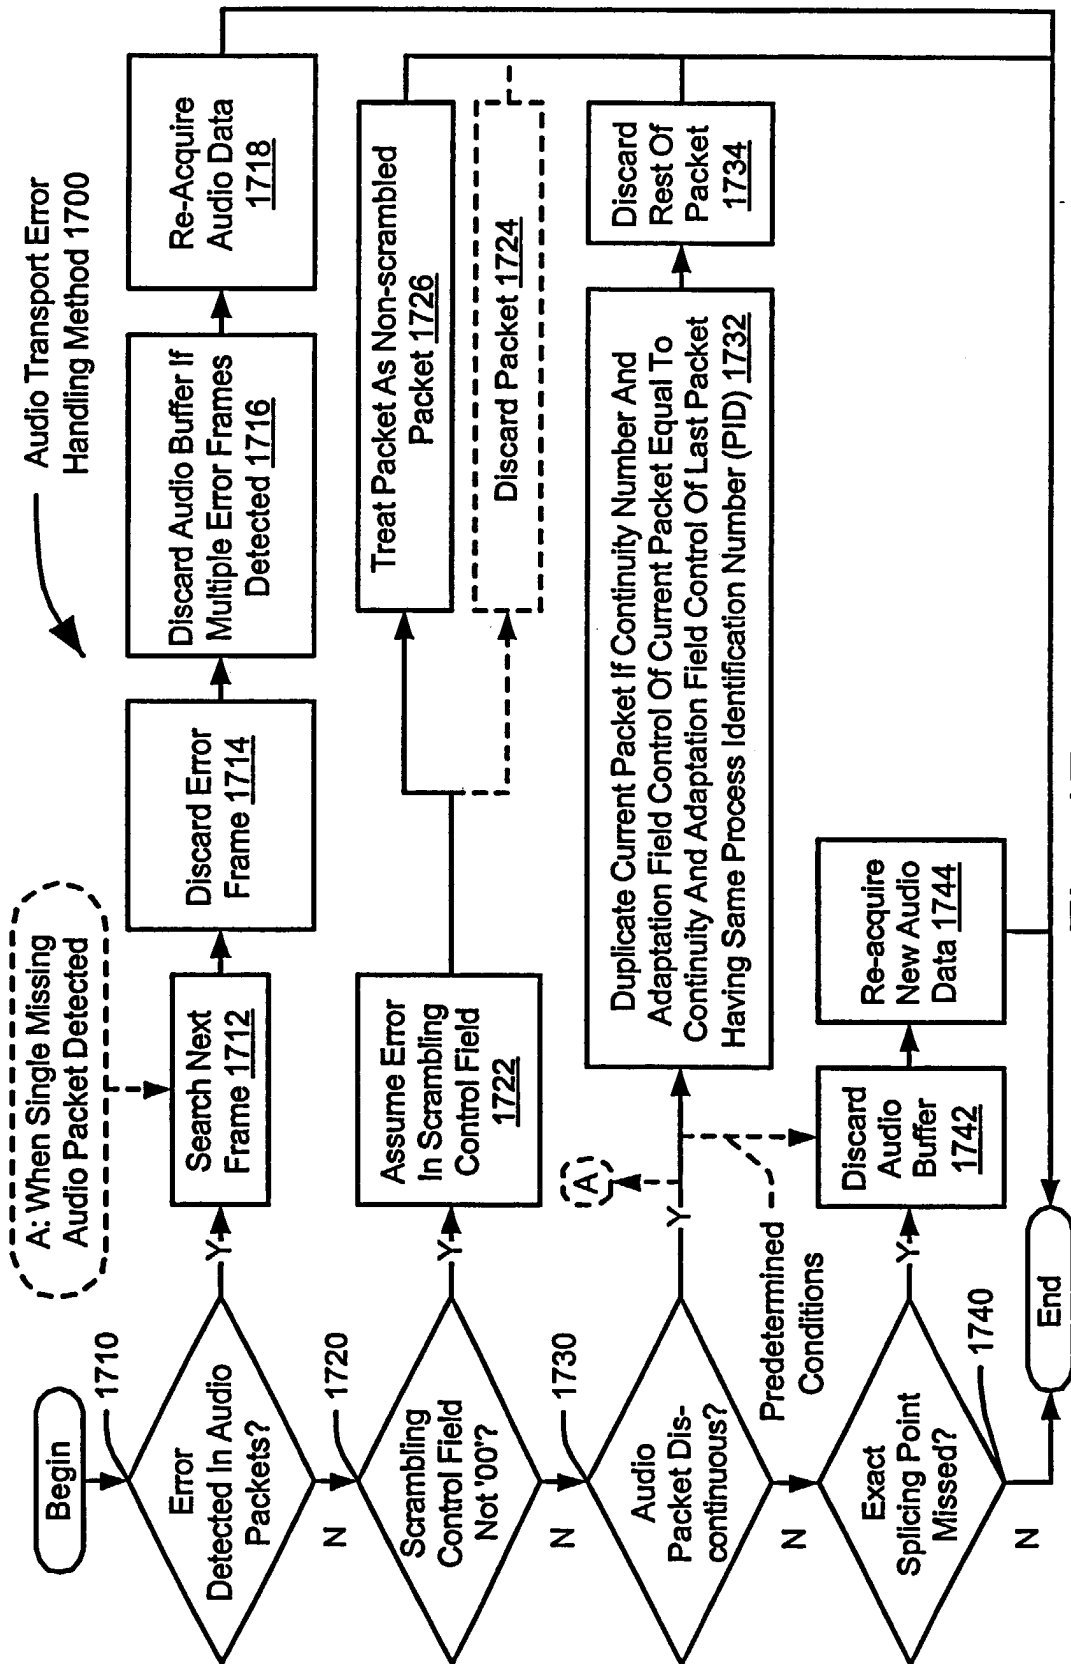 Audio Transport Error
Handling Method 1700
Begin
1710
Error
Detected In Audio
Packets?
Y
N
A: When Single Missing
Audio Packet Detected
Search Next
Frame 1712
Discard Error
Frame 1714
Discard Audio Buffer If
Multiple Error Frames
Detected 1716
Re-Acquire
Audio Data
1718
1720
Scrambling
Control Field
Not '00'?
Y
N
Assume Error
In Scrambling
Control Field
1722
Treat Packet As Non-scrambled
Packet 1726
Discard Packet 1724
1730
Audio
Packet Dis-
continuous?
Y
N
A
Predetermined
Conditions
Duplicate Current Packet If Continuity Number And
Adaptation Field Control Of Current Packet Equal To
Continuity And Adaptation Field Control Of Last Packet
Having Same Process Identification Number (PID) 1732
Discard
Rest Of
Packet
1734
1740
Exact
Splicing Point
Missed?
Y
N
Discard
Audio
Buffer
1742
Re-acquire
New Audio
Data 1744
End